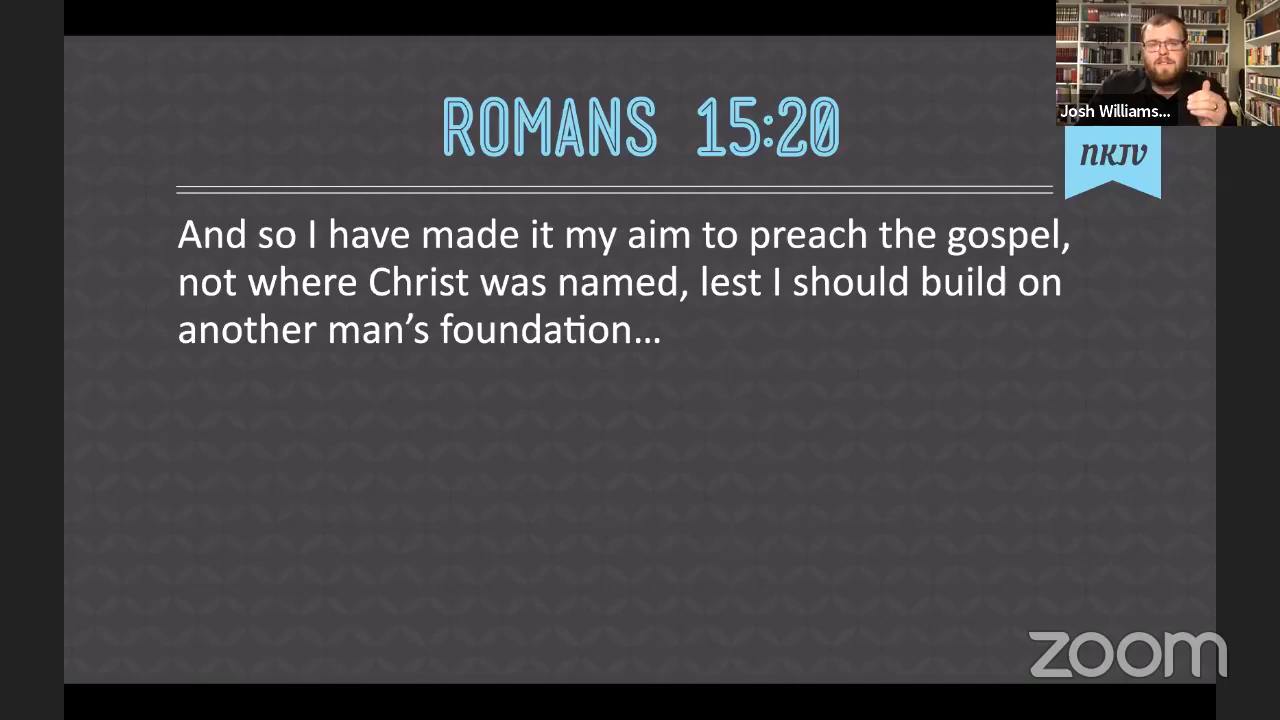 ROMANS 15:20
Josh Williams...
NKJV
And so I have made it my aim to preach the gospel,
not where Christ was named, lest I should build on
another man’s foundation...
zoom